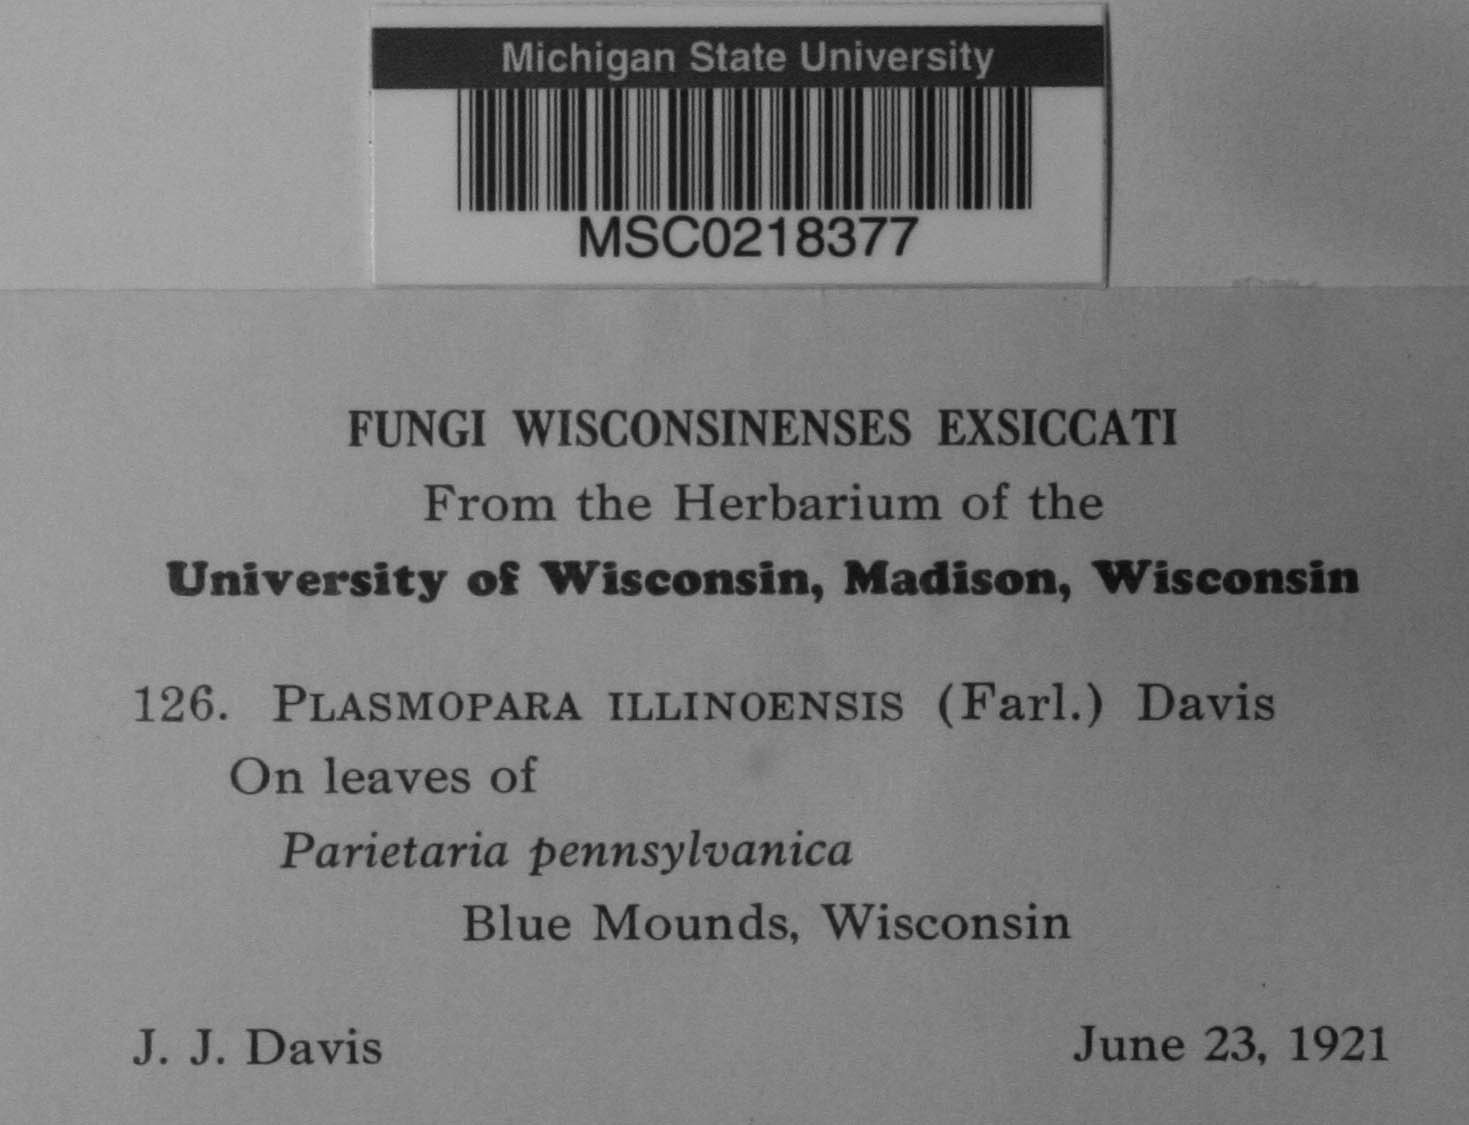 Michigan State University
MSC0218377
FUNGI WISCONSINENSES EXSICCATI
From the Herbarium of the
University of Wisconsin, Madison, Wisconsin
126. PLASMOPARA ILLINOENSIS (Farl.) Davis
On leaves of
Parietaria pennsylvanica
Blue Mounds, Wisconsin
J. J. Davis June 23, 1921